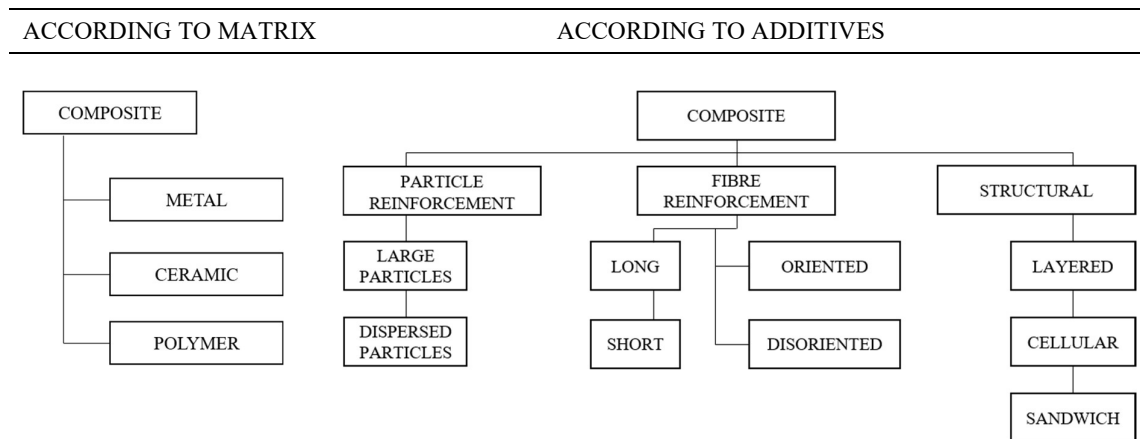 ACCORDING TO MATRIX
ACCORDING TO ADDITIVES
COMPOSITE
METAL
CERAMIC
POLYMER
COMPOSITE
PARTICLE
REINFORCEMENT
LARGE
PARTICLES
DISPERSED
PARTICLES
FIBRE
REINFORCEMENT
LONG
SHORT
ORIENTED
DISORIENTED
STRUCTURAL
LAYERED
CELLULAR
SANDWICH